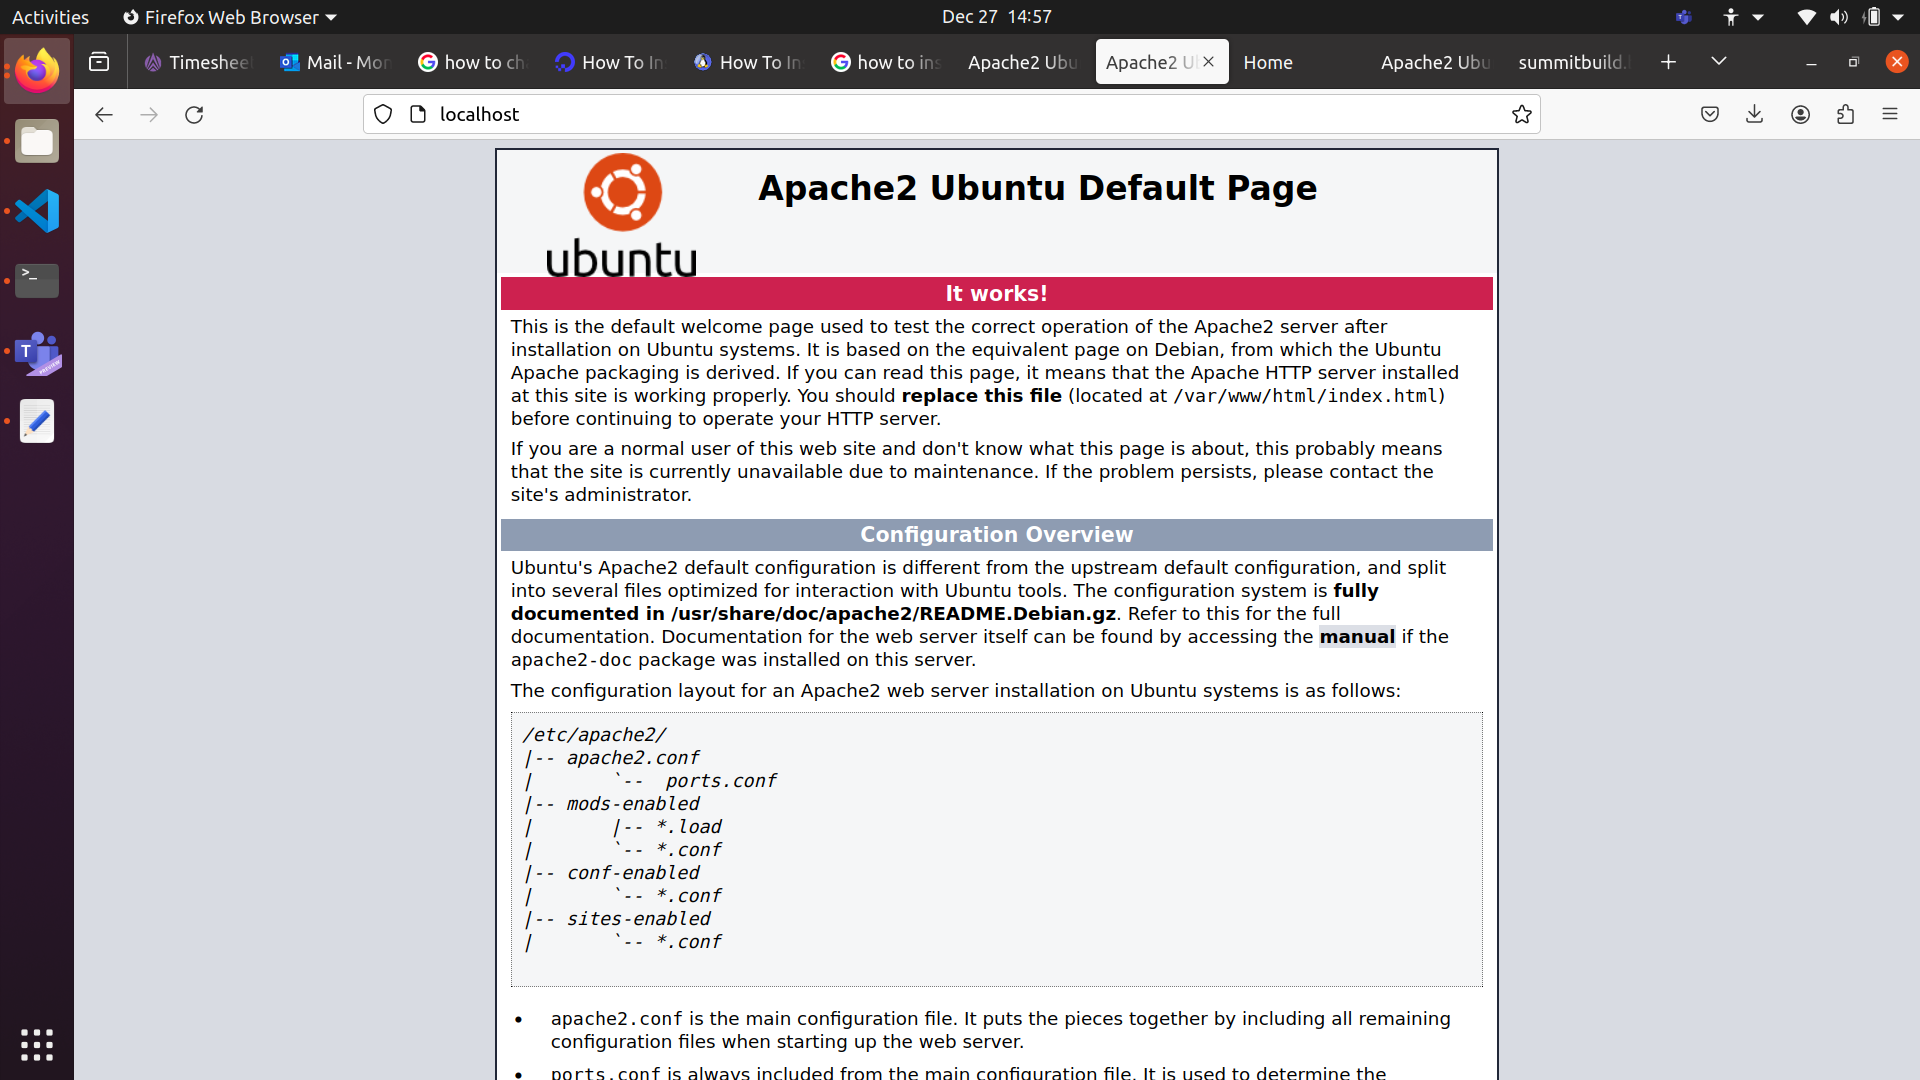 Activities
Firefox Web Browser
Dec 27 14:57
Timeshee
Mail - Mon
how to ch
How To In
How To In
how to ins
Apache2 Ubu
Apache2 U
Home
Apache2 Ubu
summitbuild.
localhost
ubuntu
Apache2 Ubuntu Default Page
It works!
This is the default welcome page used to test the correct operation of the Apache2 server after
installation on Ubuntu systems. It is based on the equivalent page on Debian, from which the Ubuntu
Apache packaging is derived. If you can read this page, it means that the Apache HTTP server installed
at this site is working properly. You should replace this file (located at /var/www/html/index.html)
before continuing to operate your HTTP server.
If you are a normal user of this web site and don't know what this page is about, this probably means
that the site is currently unavailable due to maintenance. If the problem persists, please contact the
site's administrator.
Configuration Overview
Ubuntu's Apache2 default configuration is different from the upstream default configuration, and split
into several files optimized for interaction with Ubuntu tools. The configuration system is fully
documented in /usr/share/doc/apache2/README.Debian.gz. Refer to this for the full
documentation. Documentation for the web server itself can be found by accessing the manual if the
apache2-doc package was installed on this server.
The configuration layout for an Apache2 web server installation on Ubuntu systems is as follows:
/etc/apache2/
|-- apache2.conf
|       `--  ports.conf
|-- mods-enabled
|       |-- *.load
|       `-- *.conf
|-- conf-enabled
|       `-- *.conf
|-- sites-enabled
|       `-- *.conf
• apache2.conf is the main configuration file. It puts the pieces together by including all remaining
configuration files when starting up the web server.
• ports.conf is always included from the main configuration file. It is used to determine the